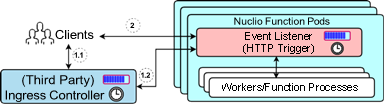 Clients
2
Nuclio Function Pods
Event Listener
(HTTP Trigger)
1.1
1.2
(Third Party)
Ingress Controller
Workers/Function Processes